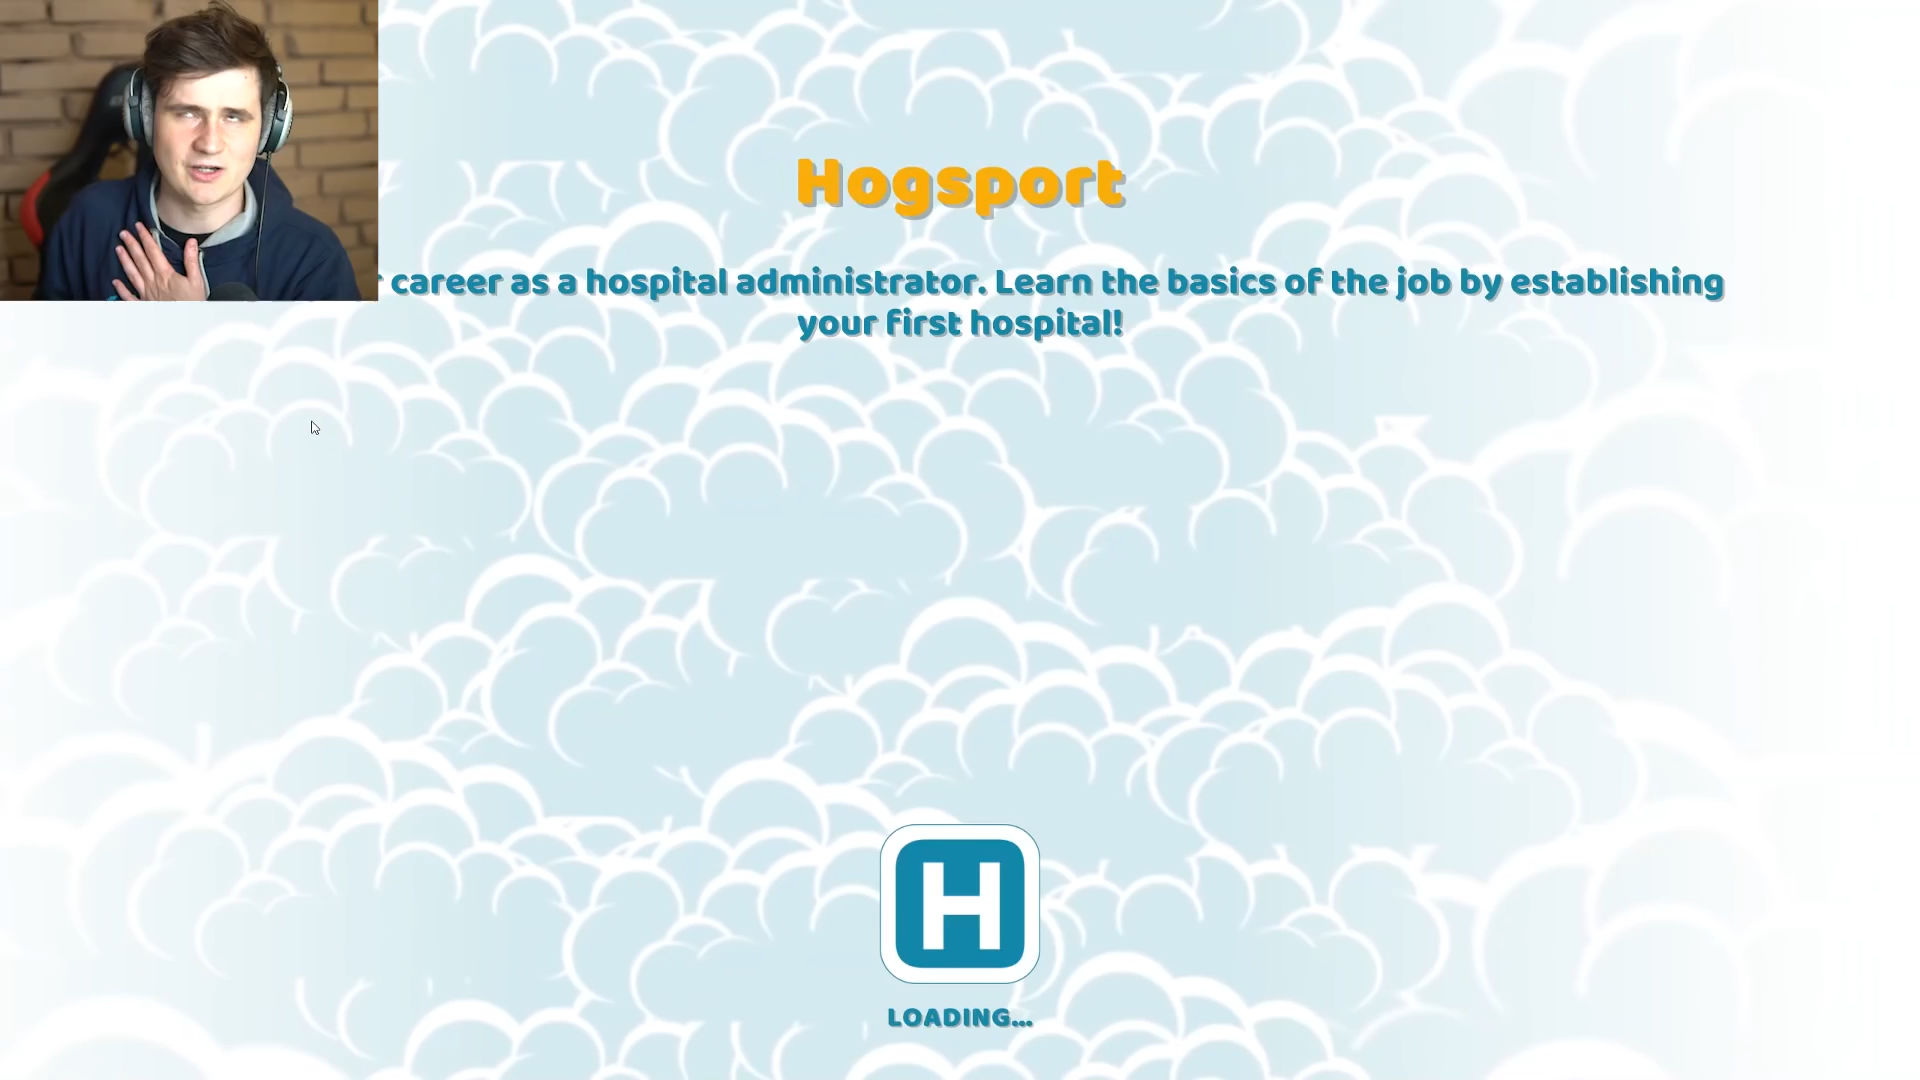 Hogsport
career as a hospital administrator. Learn the basics of the job by establishing
your first hospital!
H
LOADING...